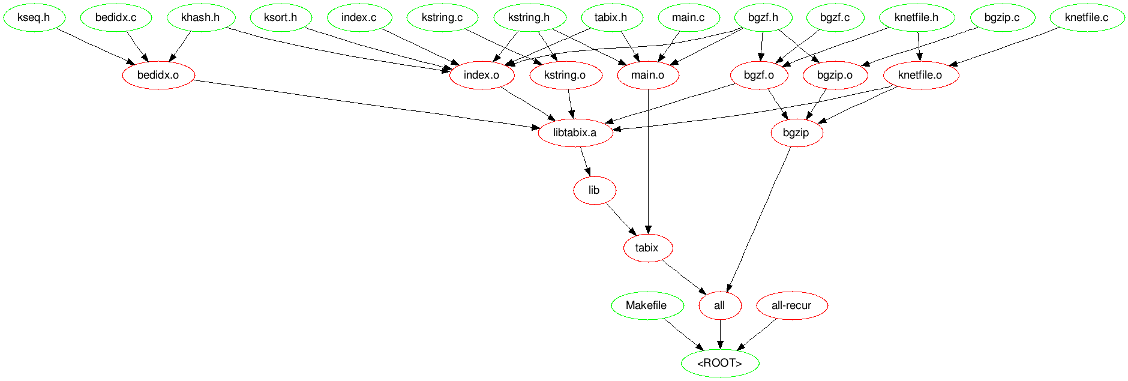 kseq.h bedidx.c khash.h ksort.h index.c kstring.c kstring.h tabix.h main.c bgzf.h bgzf.c knetfile.h bgzip.c knetfile.c
bedidx.o index.o kstring.o main.o bgzf.o bgzip.o knetfile.o
libtabix.a bgzip
lib
tabix
Makefile all all-recur
<ROOT>